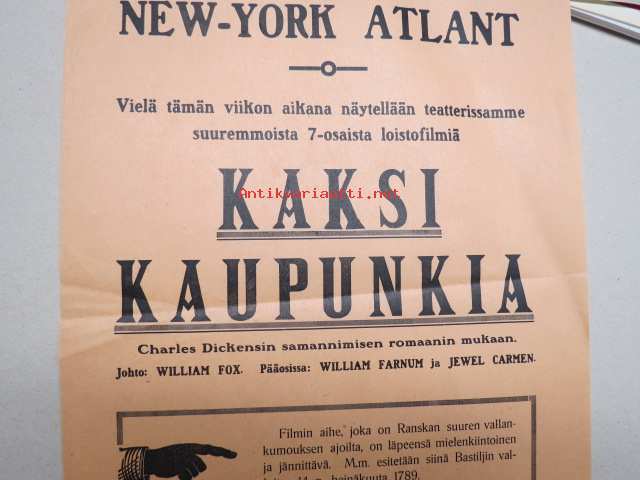 NEW-YORK ATLANT
Vielä tämän viikon aikana näytellään teatterissamme
suuremmoista 7-osaista loistofilmiä
KAKSI
Antikvariaatti.net
KAUPUNKIA
Charles Dickensin samannimisen romaanin mukaan.
Johto: WILLIAM FOX. Pääosissa: WILLIAM FARNUM ja JEWEL CARMEN.
Filmin aihe, joka on Ranskan suuren vallan-
kumouksen ajoilta, on läpeensä mielenkiintoinen
ja jännittävä. M.m. esitetään siinä Bastiljin val-
heinäkuuta 1789.